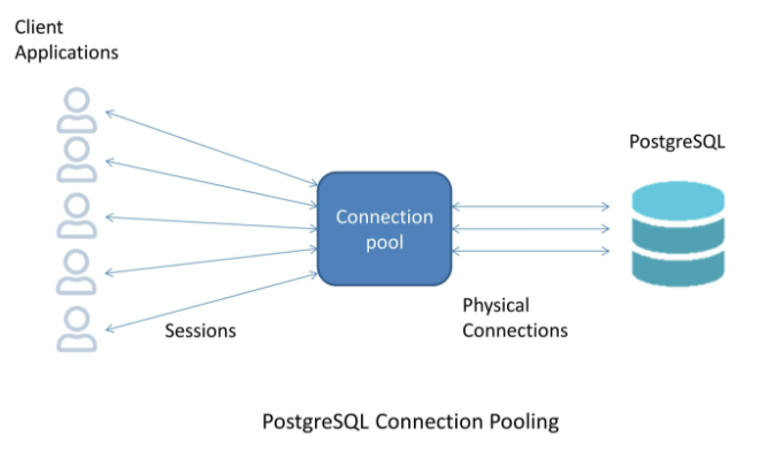 Client
Applications
PostgreSQL
Connection
pool
Physical
Connections
Sessions
PostgreSQL Connection Pooling